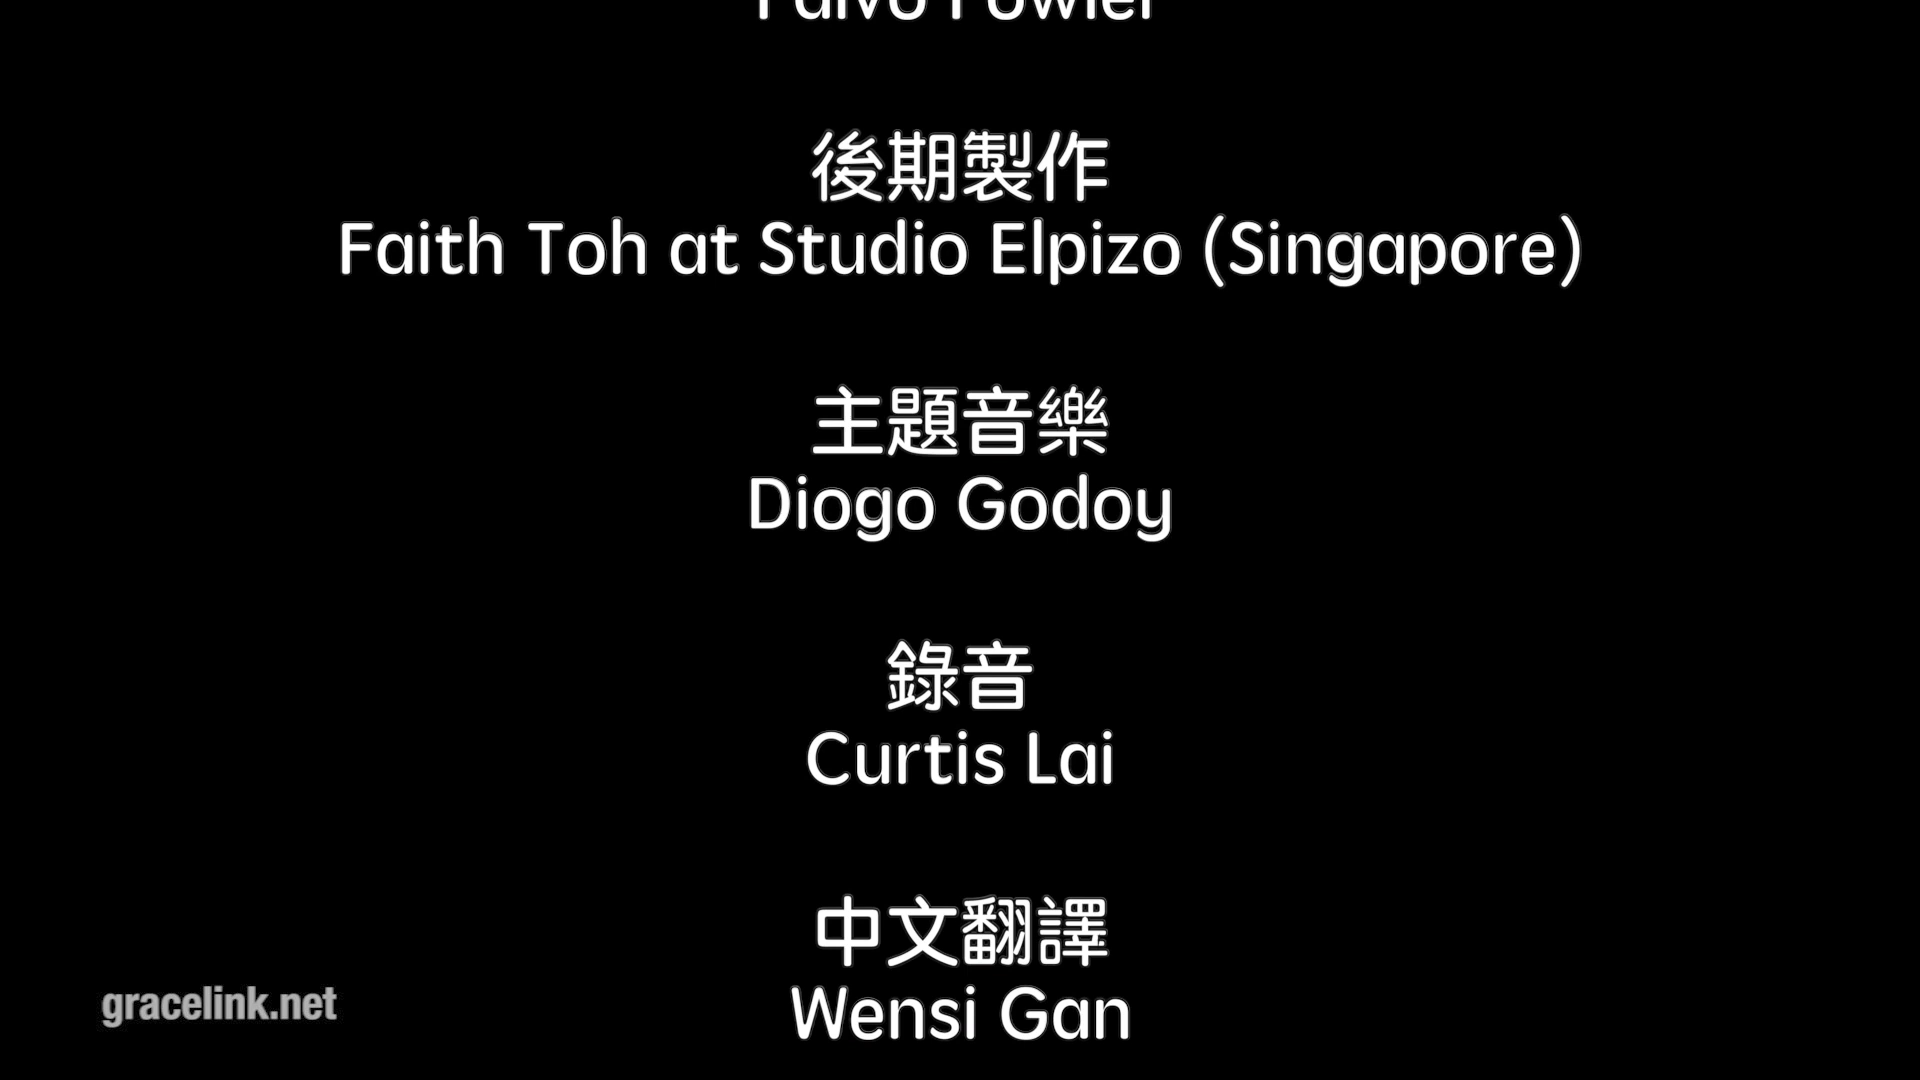 後期製作
Faith Toh at Studio Elpizo (Singapore)
主題音樂
Diogo Godoy
錄音
Curtis Lai
中文翻譯
Wensi Gan
gracelink.net